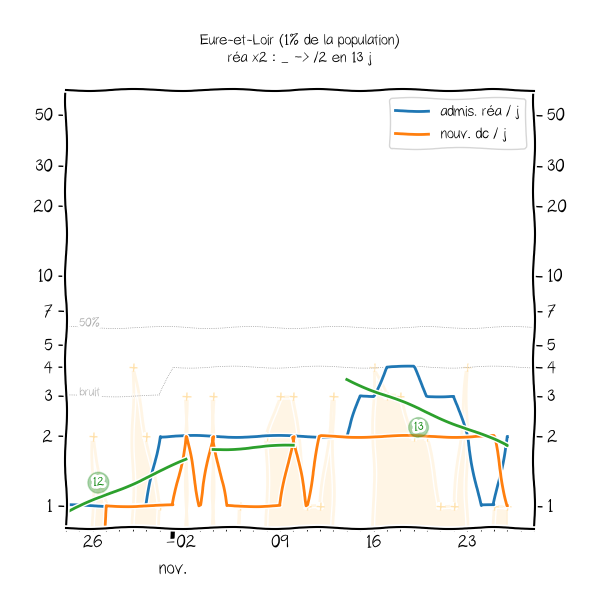 Eure-et-Loir (1% de la population)
réa x2 : _ -> /2 en 13 j
admis. réa / j
nouv. dc / j
50 50
30 30
20 20
10 10
7 7
50%
5 5
4 4
bruit
3 3
13
2 2
12
1 1
26 02 09 16 23
nov.